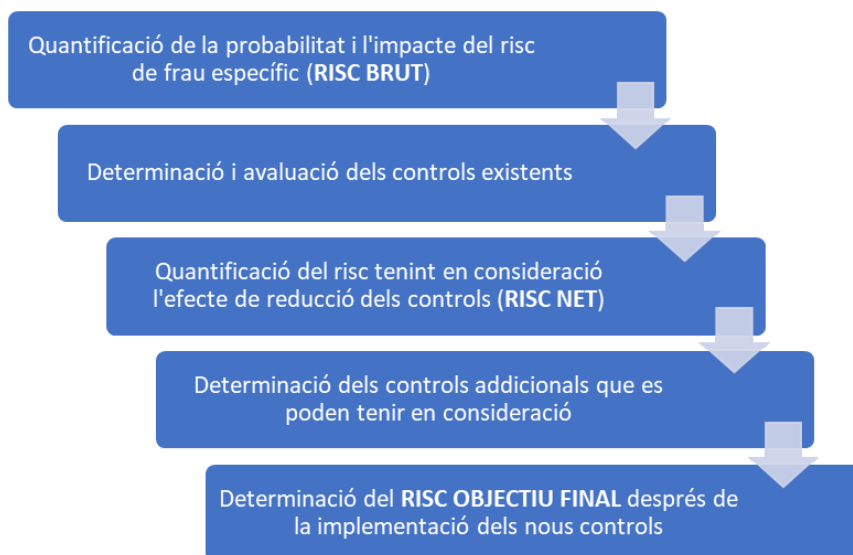 Quantificació de la probabilitat i l'impacte del risc
de frau específic (RISC BRUT)
Determinació i avaluació dels controls existents
Quantificació del risc tenint en consideració
l'efecte de reducció dels controls (RISC NET)
Determinació dels controls addicionals que es
poden tenir en consideració
Determinació del RISC OBJECTIU FINAL després de
la implementació dels nous controls